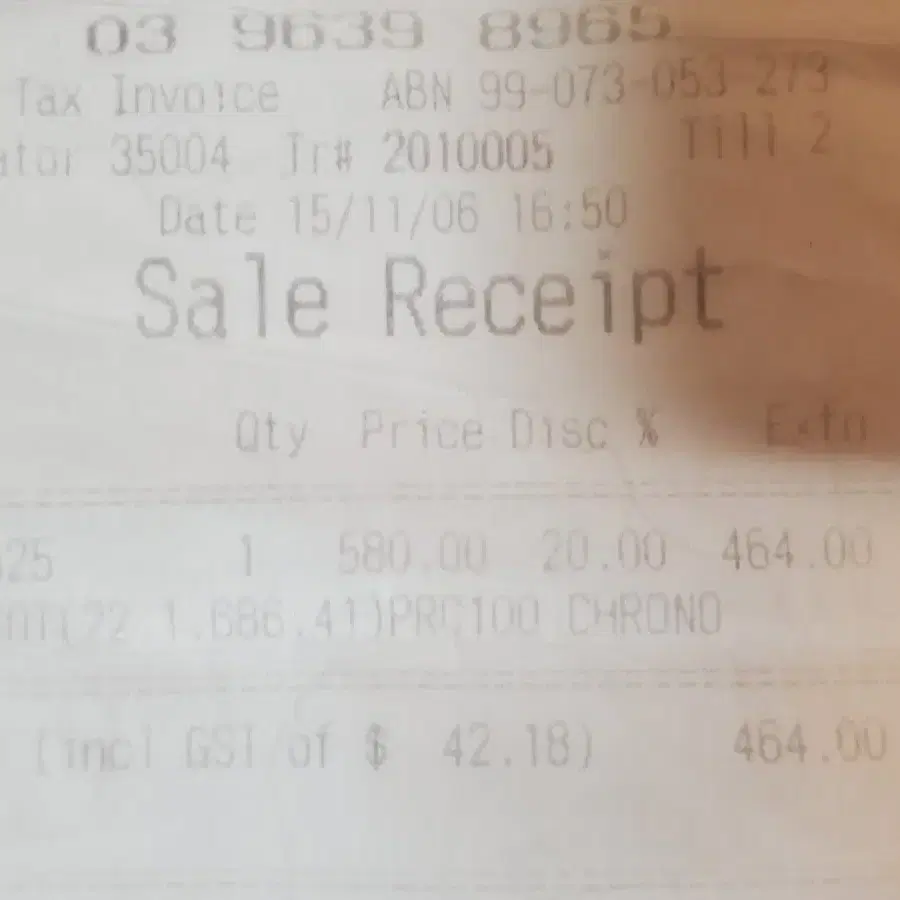 03 9639 8965
Tax Invoice ABN 99-073-053 273
ator 35004 Tr# 2010005 Till 2
Date 15/11/06 16:50
Sale Receipt
Qty Price Disc % Extn
25 1 580.00 20.00 464.00
(22.1.686.41)PRC100 CHRONO
(incl GST of $ 42.18) 464.00